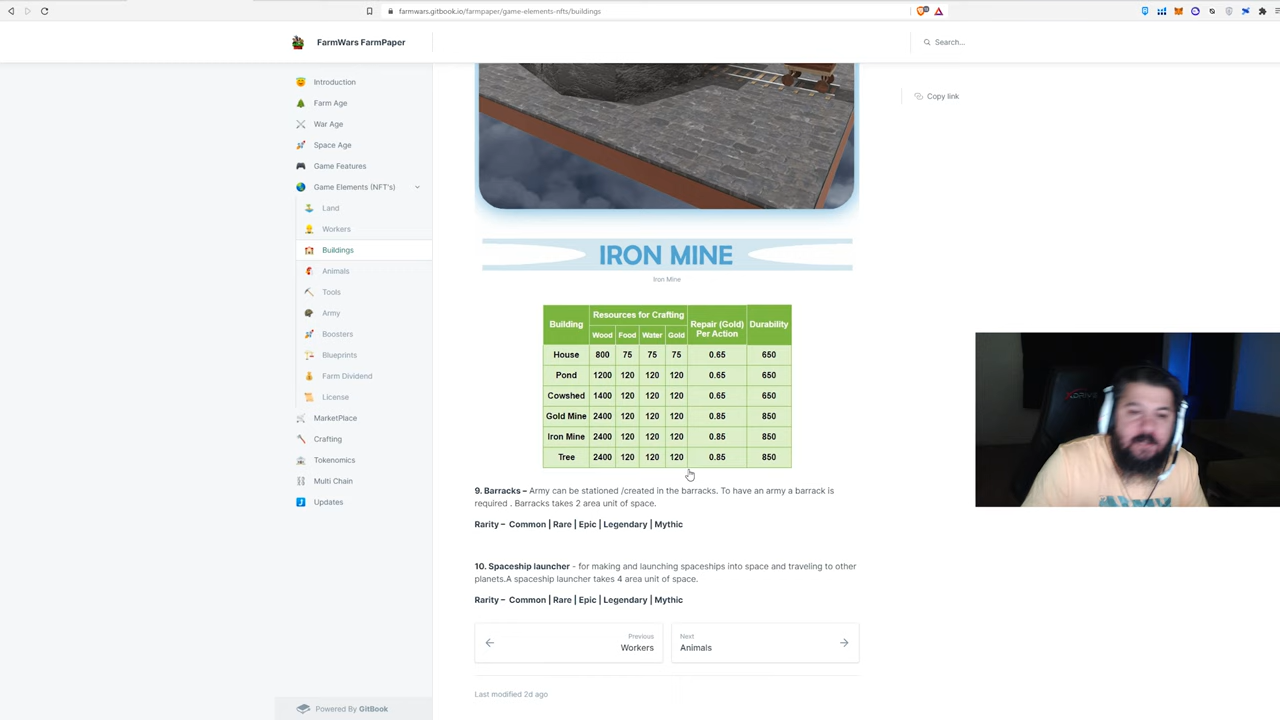 farmwars.gitbook.io/farmpaper/game-elements-nfts/buildings
FarmWars FarmPaper
Search...
Introduction
Farm Age
War Age
Space Age
Game Features
Game Elements (NFT's)
Land
Workers
Buildings
Animals
Tools
Army
Boosters
Blueprints
Farm Dividend
License
MarketPlace
Crafting
Tokenomics
Multi Chain
Updates
Powered By GitBook
Copy link
IRON MINE
Iron Mine
Building Resources for Crafting Repair (Gold) Per Action Durability
Wood Food Water Gold
House 800 75 75 75 0.65 650
Pond 1200 120 120 120 0.65 650
Cowshed 1400 120 120 120 0.65 650
Gold Mine 2400 120 120 120 0.85 850
Iron Mine 2400 120 120 120 0.85 850
Tree 2400 120 120 120 0.85 850
9. Barracks – Army can be stationed /created in the barracks. To have an army a barrack is
required . Barracks takes 2 area unit of space.
Rarity – Common | Rare | Epic | Legendary | Mythic
10. Spaceship launcher - for making and launching spaceships into space and traveling to other
planets.A spaceship launcher takes 4 area unit of space.
Rarity – Common | Rare | Epic | Legendary | Mythic
Previous
Workers
Next
Animals
Last modified 2d ago